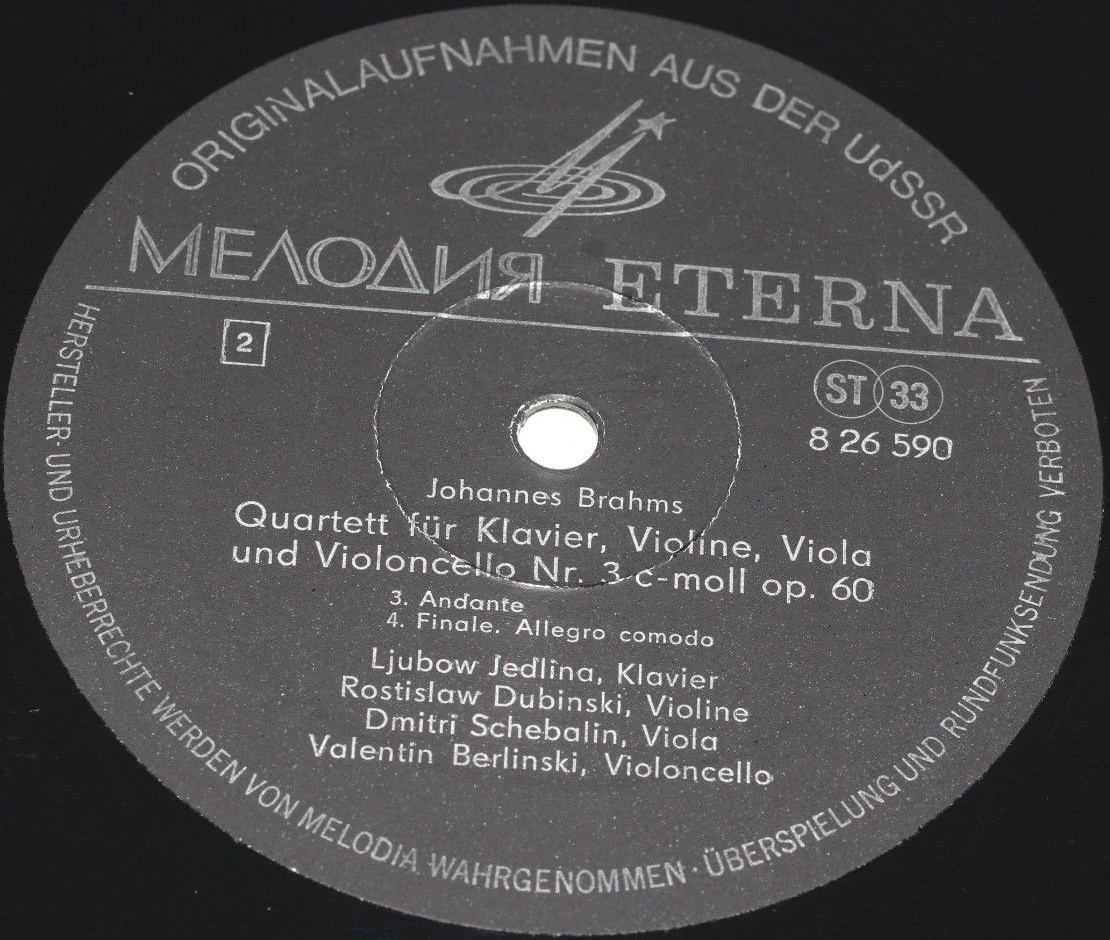 ORIGINALAUFNAHMEN AUS DER UdSSR
МЕЛОДИЯ ETERNA
2
ST 33
8 26 590
Johannes Brahms
Quartett für Klavier, Violine, Viola
und Violoncello Nr. 3 c-moll op. 60
3. Andante
4. Finale. Allegro comodo
Ljubow Jedlina, Klavier
Rostislaw Dubinski, Violine
Dmitri Schebalin, Viola
Valentin Berlinski, Violoncello
HERSTELLER- UND URHEBERRECHTE WERDEN VON MELODIA WAHRGENOMMEN · ÜBERSPIELUNG UND RUNDFUNKSENDUNG VERBOTEN